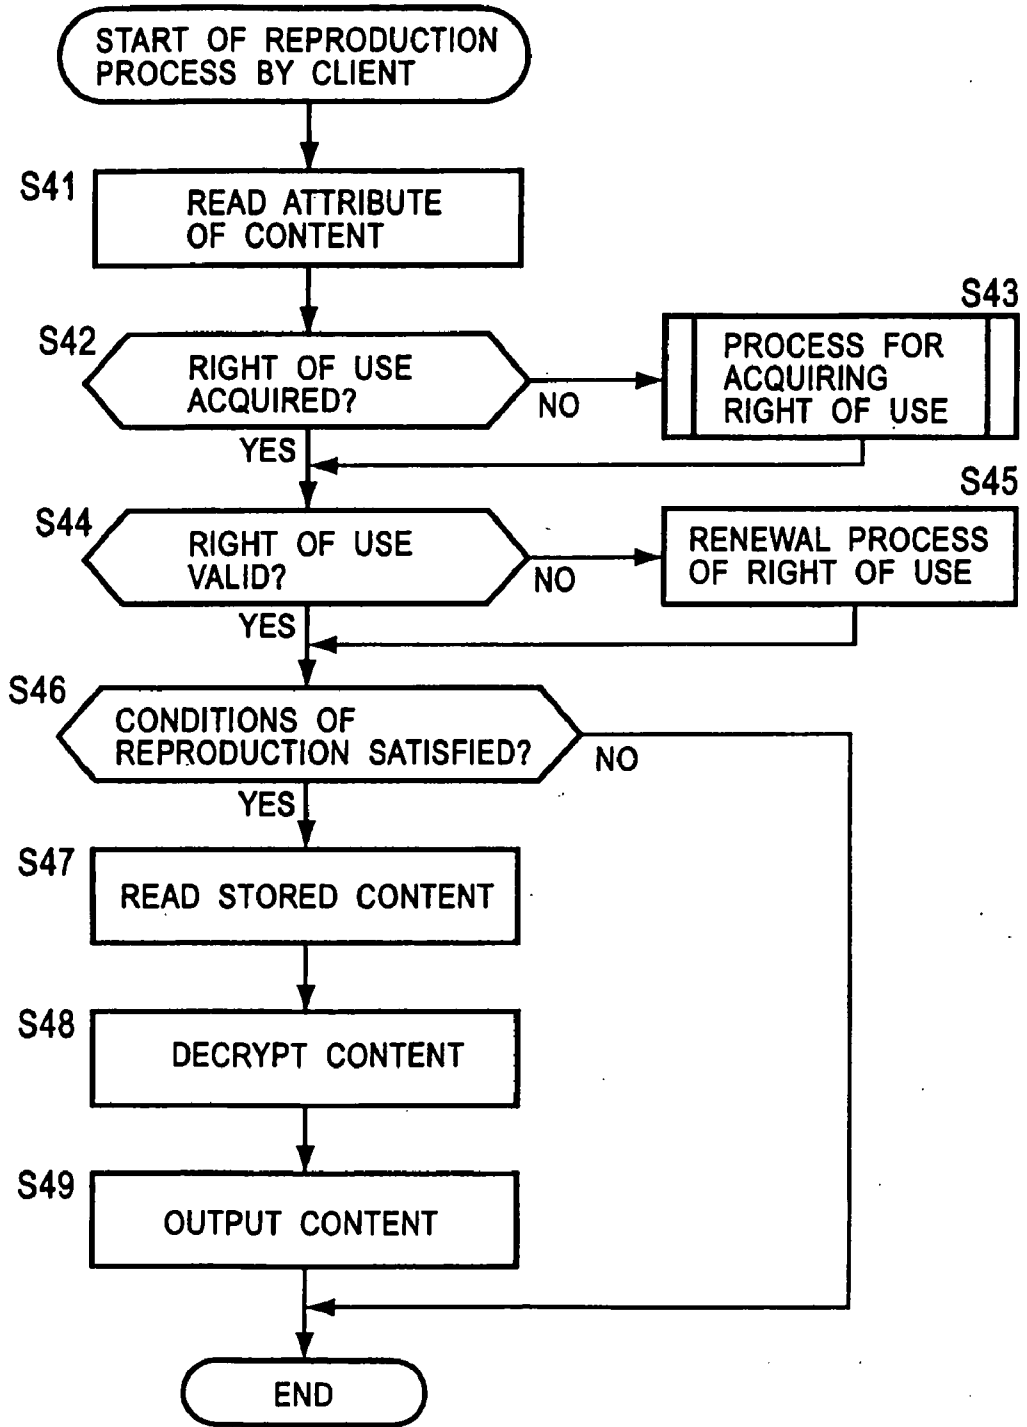 START OF REPRODUCTION
PROCESS BY CLIENT
S41
READ ATTRIBUTE
OF CONTENT
S42
RIGHT OF USE
ACQUIRED?
NO
YES
S43
PROCESS FOR
ACQUIRING
RIGHT OF USE
S44
RIGHT OF USE
VALID?
NO
YES
S45
RENEWAL PROCESS
OF RIGHT OF USE
S46
CONDITIONS OF
REPRODUCTION SATISFIED?
NO
YES
S47
READ STORED CONTENT
S48
DECRYPT CONTENT
S49
OUTPUT CONTENT
END